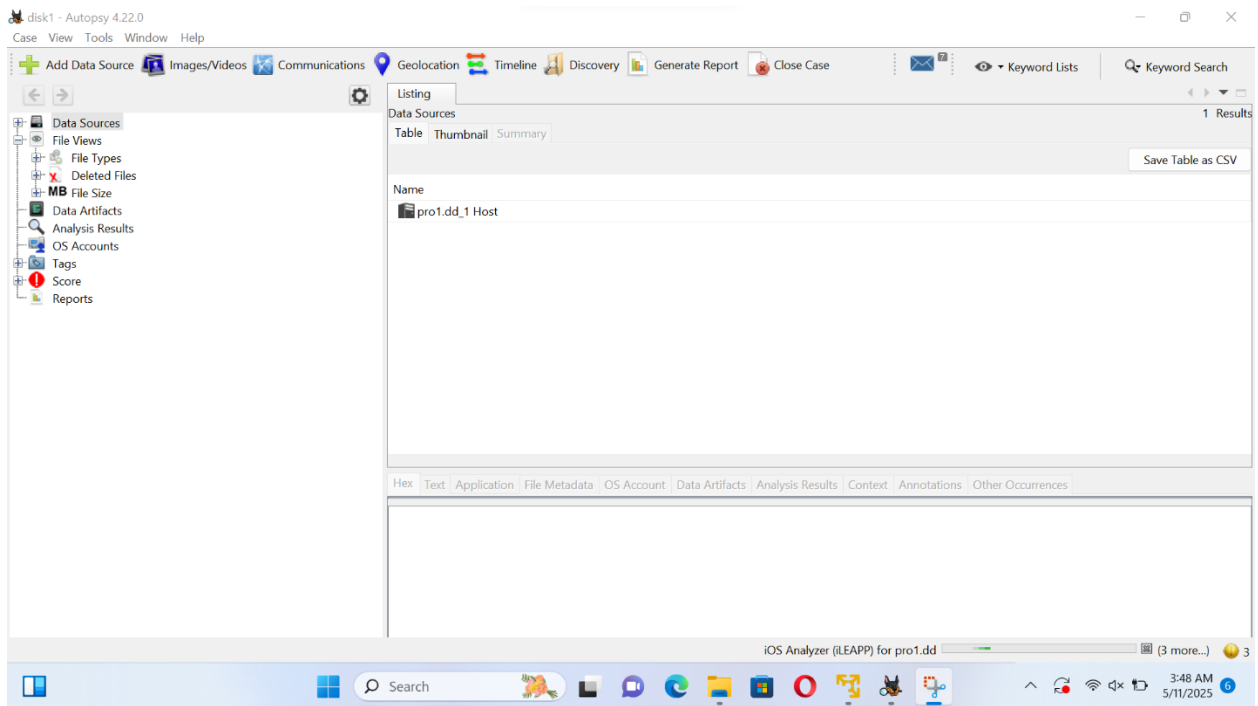 disk1 - Autopsy 4.22.0
Case View Tools Window Help
Add Data Source Images/Videos Communications Geolocation Timeline Discovery Generate Report Close Case ? Keyword Lists Keyword Search
Listing
Data Sources
1 Results
Table Thumbnail Summary
Save Table as CSV
Name
pro1.dd_1 Host
Data Sources
File Views
File Types
Deleted Files
MB File Size
Data Artifacts
Analysis Results
OS Accounts
Tags
Score
Reports
Hex Text Application File Metadata OS Account Data Artifacts Analysis Results Context Annotations Other Occurrences
iOS Analyzer (iLEAPP) for pro1.dd (3 more...) 3
Search
3:48 AM
5/11/2025
6